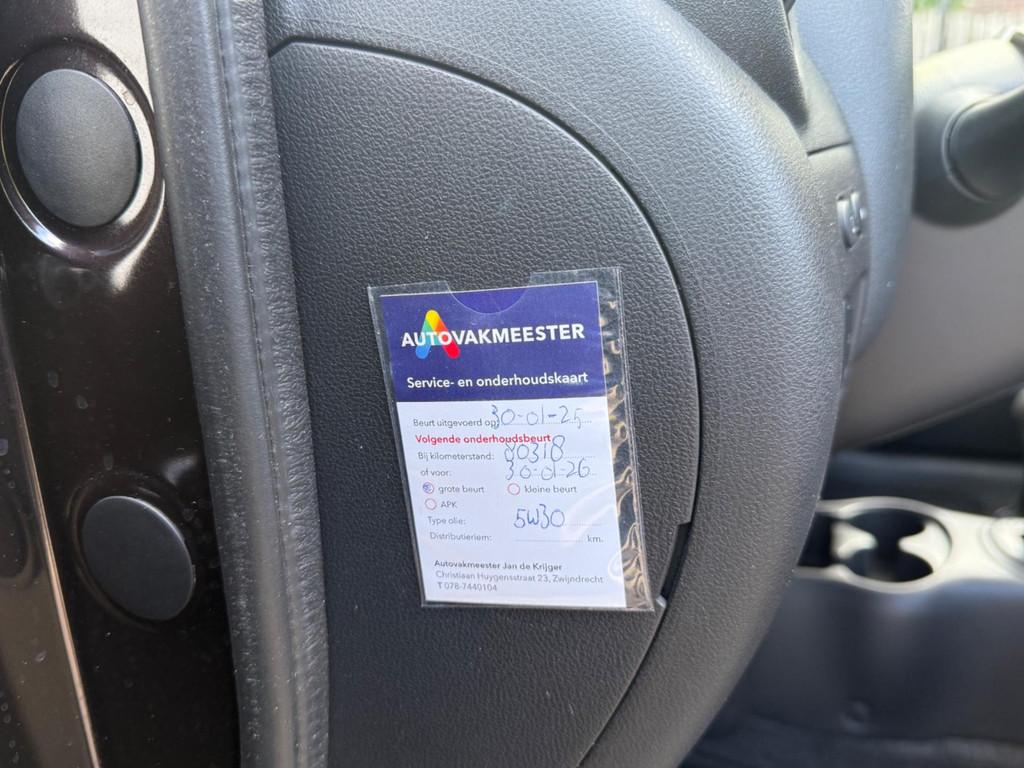 AUTOVAKMEESTER
Service- en onderhoudskaart
Beurt uitgevoerd op: 30-01-25
Volgende onderhoudsbeurt
Bij kilometerstand: 80318
of voor: 30-01-26
grote beurt kleine beurt
APK
Type olie: 5W30
Distributieriem: km.
Autovakmeester Jan de Krijger
Christiaan Huygensstraat 23, Zwijndrecht
T 078-7440104